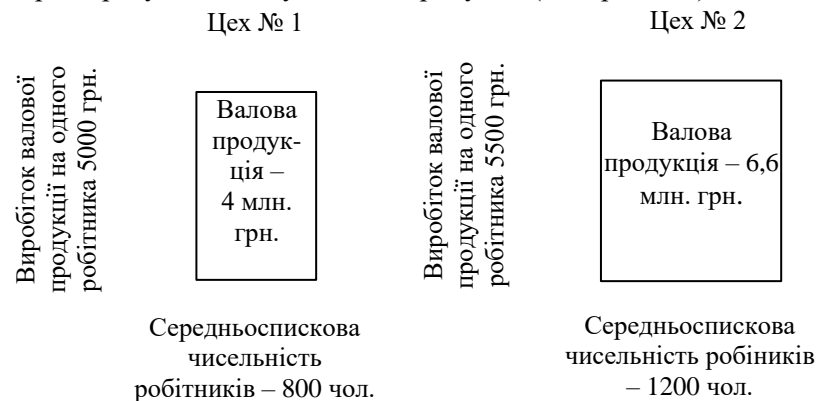 Цех № 1
Виробіток валової
продукції на одного
робітника 5000 грн.
Валова
продук-
ція –
4 млн.
грн.
Середньоспискова
чисельність
робітників – 800 чол.
Цех № 2
Виробіток валової
продукції на одного
робітника 5500 грн.
Валова
продукція – 6,6
млн. грн.
Середньоспискова
чисельність робіників
– 1200 чол.